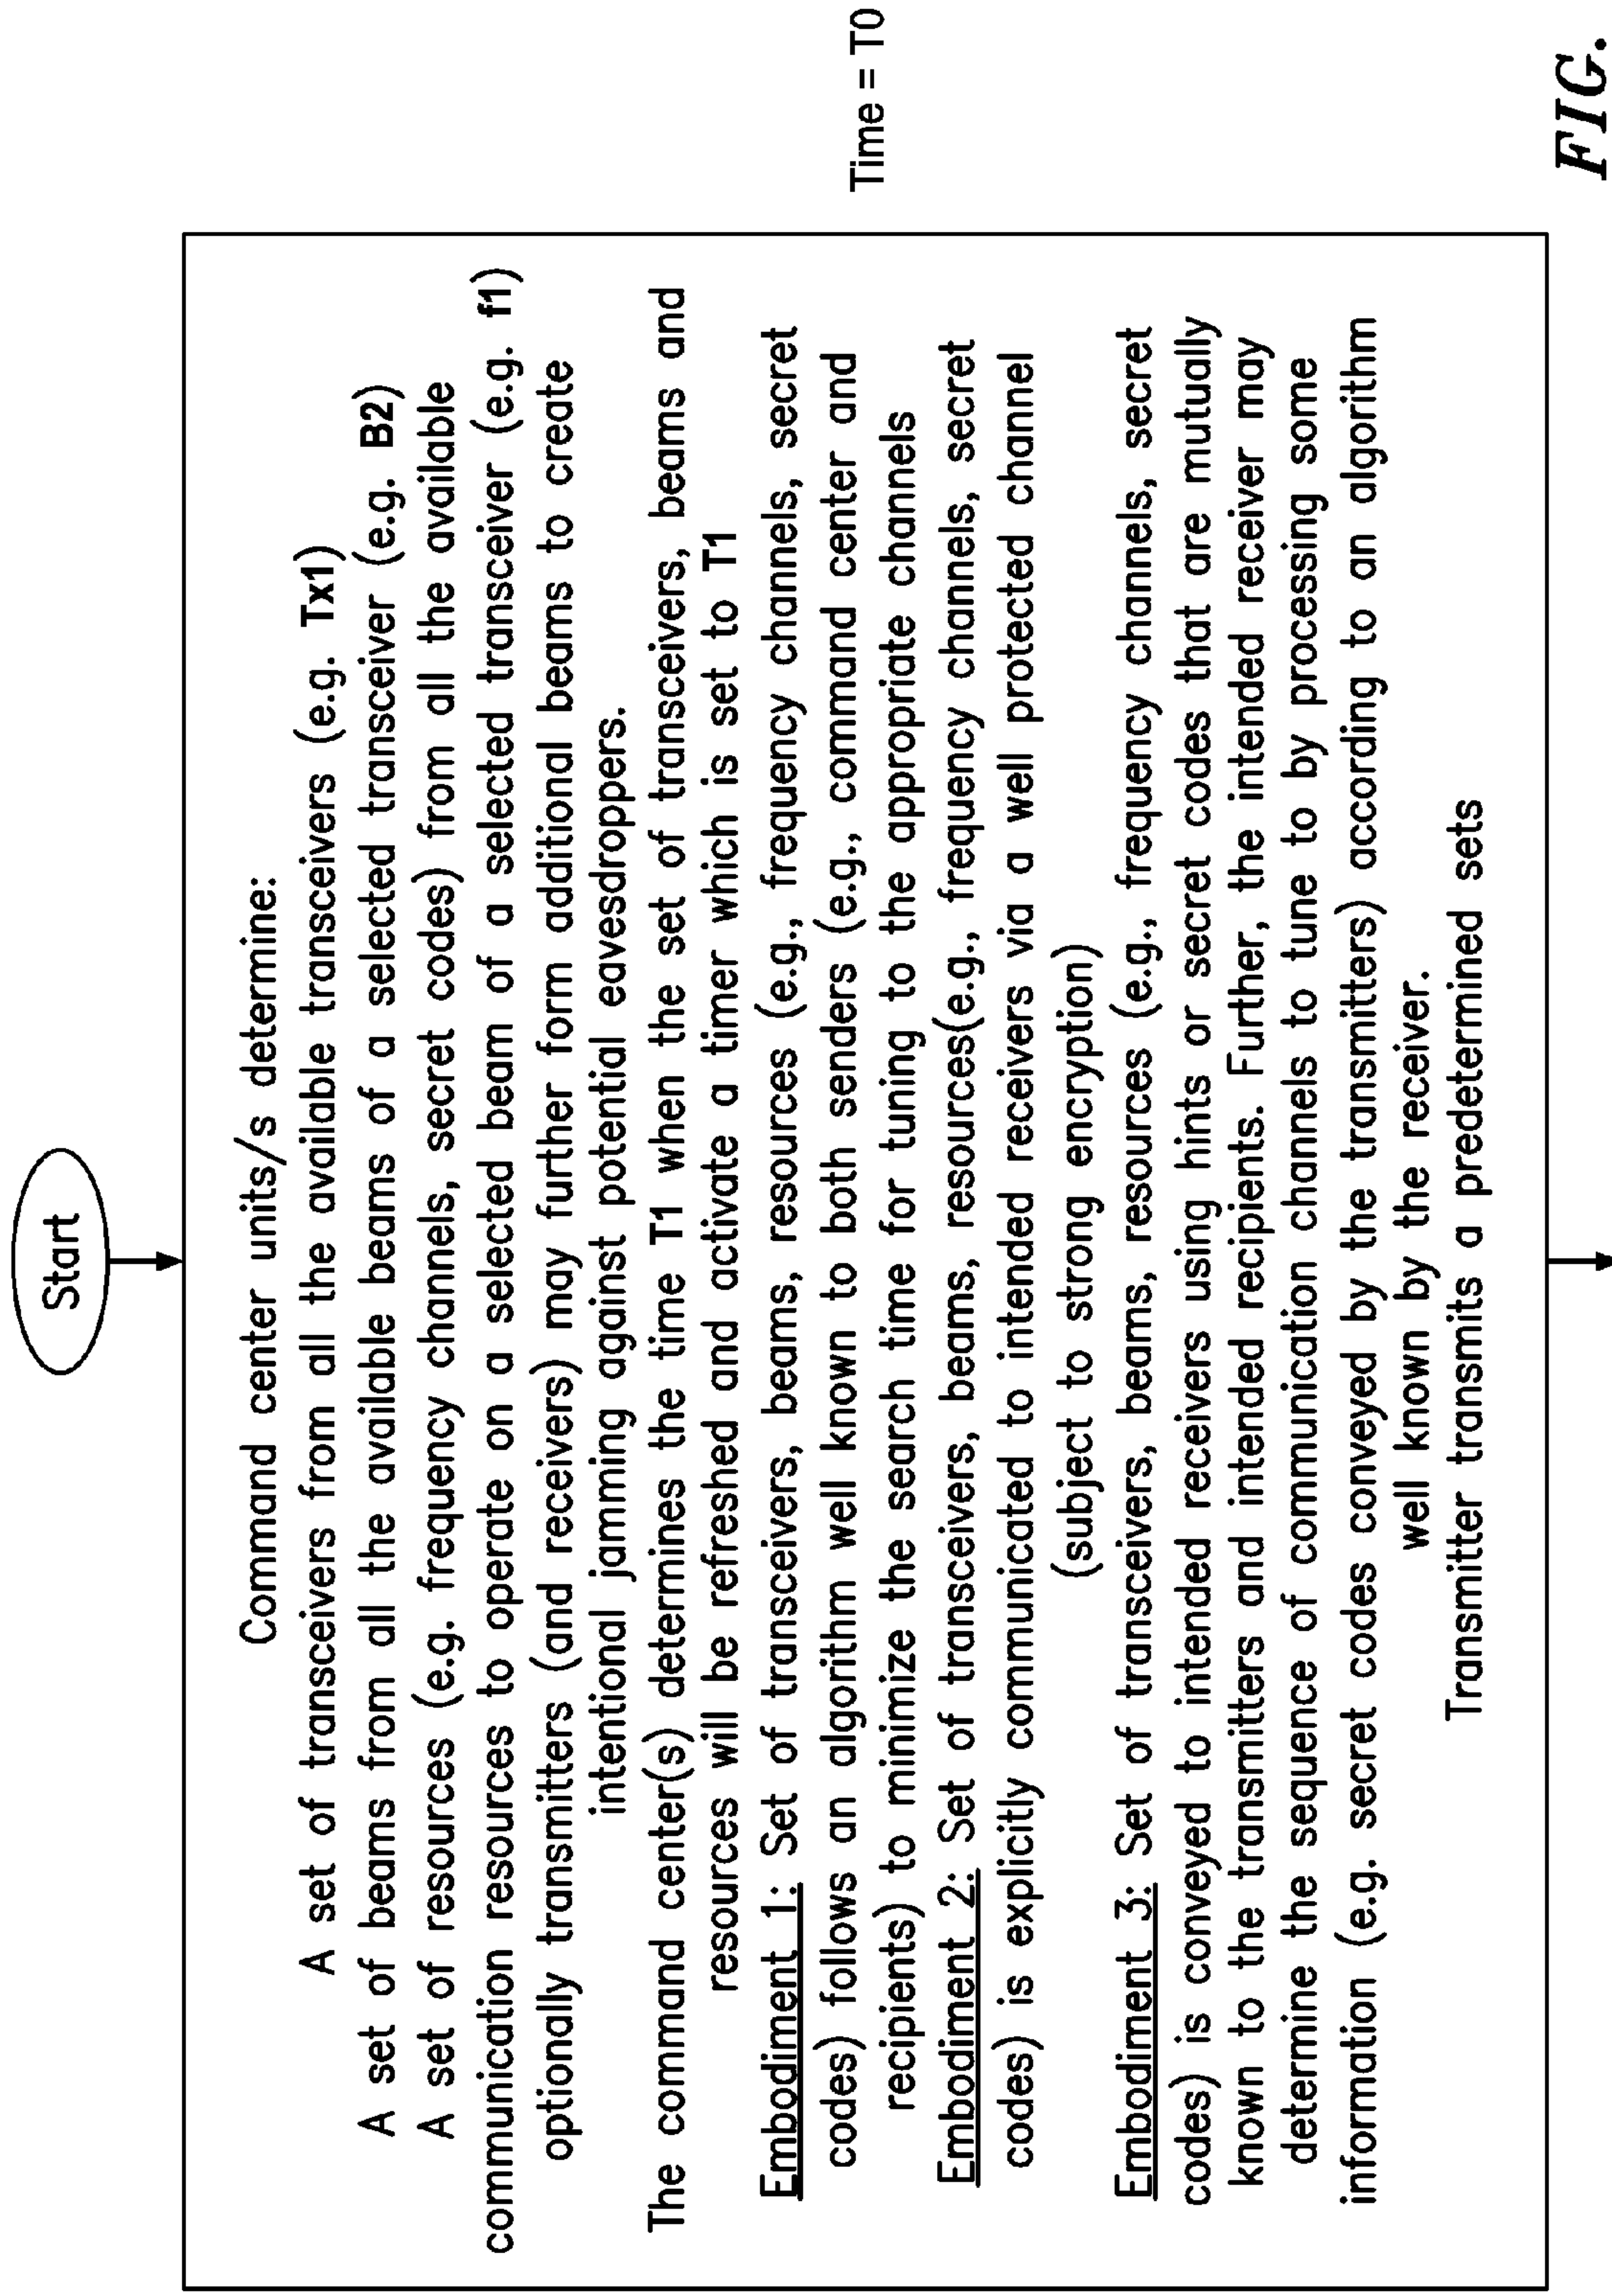 Start
Command center units/s determine:
A set of transceivers from all the available transceivers (e.g. Tx1)
A set of beams from all the available beams of a selected transceiver (e.g. B2)
A set of resources (e.g. frequency channels, secret codes) from all the available
communication resources to operate on a selected beam of a selected transceiver (e.g. f1)
optionally transmitters (and receivers) may further form additional beams to create
intentional jamming against potential eavesdroppers.
The command center(s) determines the time T1 when the set of transceivers, beams and
resources will be refreshed and activate a timer which is set to T1
Embodiment 1: Set of transceivers, beams, resources (e.g., frequency channels, secret
codes) follows an algorithm well known to both senders (e.g., command center and
recipients) to minimize the search time for tuning to the appropriate channels
Embodiment 2: Set of transceivers, beams, resources(e.g., frequency channels, secret
codes) is explicitly communicated to intended receivers via a well protected channel
(subject to strong encryption)
Embodiment 3: Set of transceivers, beams, resources (e.g., frequency channels, secret
codes) is conveyed to intended receivers using hints or secret codes that are mutually
known to the transmitters and intended recipients. Further, the intended receiver may
determine the sequence of communication channels to tune to by processing some
information (e.g. secret codes conveyed by the transmitters) according to an algorithm
well known by the receiver.
Transmitter transmits a predetermined sets
Time = T0
FIG.